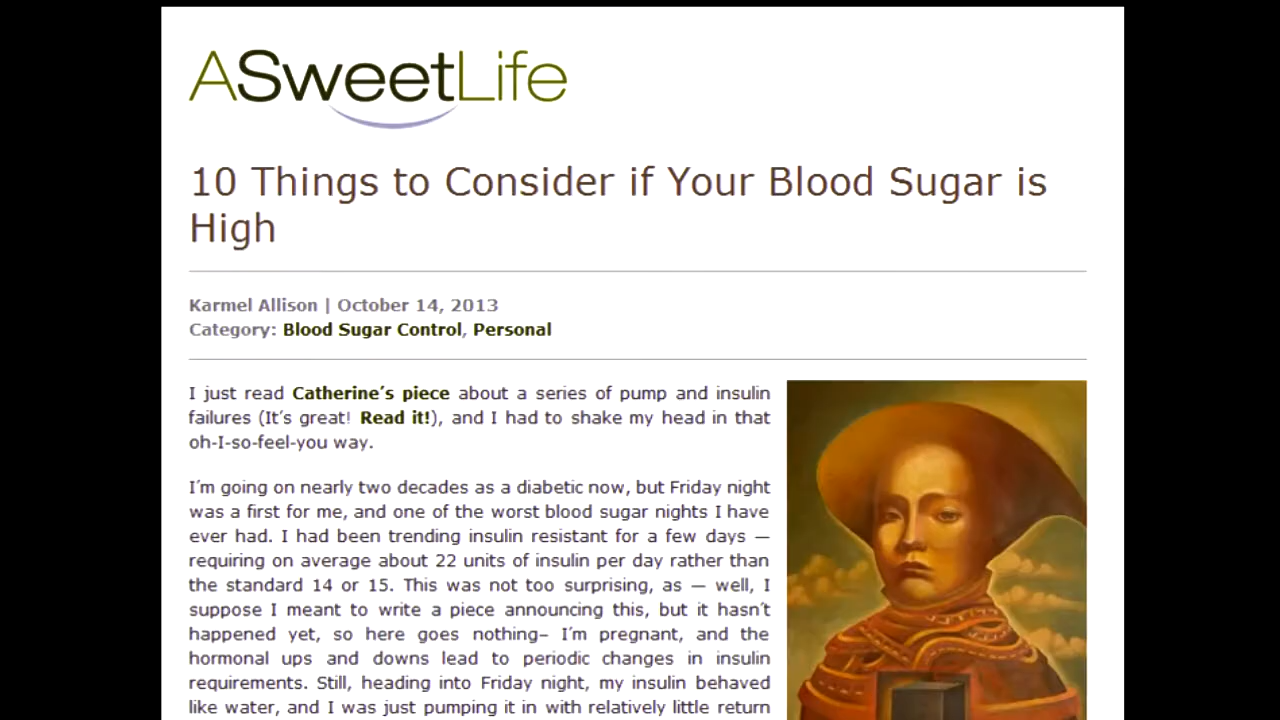 ASweetLife
10 Things to Consider if Your Blood Sugar is
High
Karmel Allison | October 14, 2013
Category: Blood Sugar Control, Personal
I just read Catherine's piece about a series of pump and insulin
failures (It's great! Read it!), and I had to shake my head in that
oh-I-so-feel-you way.
I'm going on nearly two decades as a diabetic now, but Friday night
was a first for me, and one of the worst blood sugar nights I have
ever had. I had been trending insulin resistant for a few days —
requiring on average about 22 units of insulin per day rather than
the standard 14 or 15. This was not too surprising, as — well, I
suppose I meant to write a piece announcing this, but it hasn't
happened yet, so here goes nothing– I'm pregnant, and the
hormonal ups and downs lead to periodic changes in insulin
requirements. Still, heading into Friday night, my insulin behaved
like water, and I was just pumping it in with relatively little return